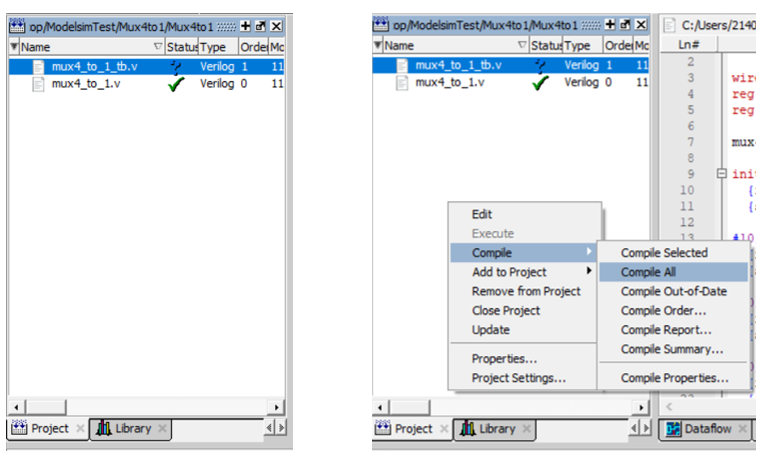 op/ModelsimTest/Mux4to1/Mux4to1
Name Status Type Order Mo
mux4_to_1_tb.v Verilog 1 11
mux4_to_1.v Verilog 0 11
Project Library
op/ModelsimTest/Mux4to1/Mux4to1
Name Status Type Order Mo
mux4_to_1_tb.v Verilog 1 11
mux4_to_1.v Verilog 0 11
Edit
Execute
Compile
Add to Project
Remove from Project
Close Project
Update
Properties...
Project Settings...
Compile Selected
Compile All
Compile Out-of-Date
Compile Order...
Compile Report...
Compile Summary...
Compile Properties...
Project Library
C:/Users/2140
Ln#
2
3 wire
4 reg
5 reg
6
7 mux
8
9 ini
10 {
11 {
12
13 #10
Dataflow